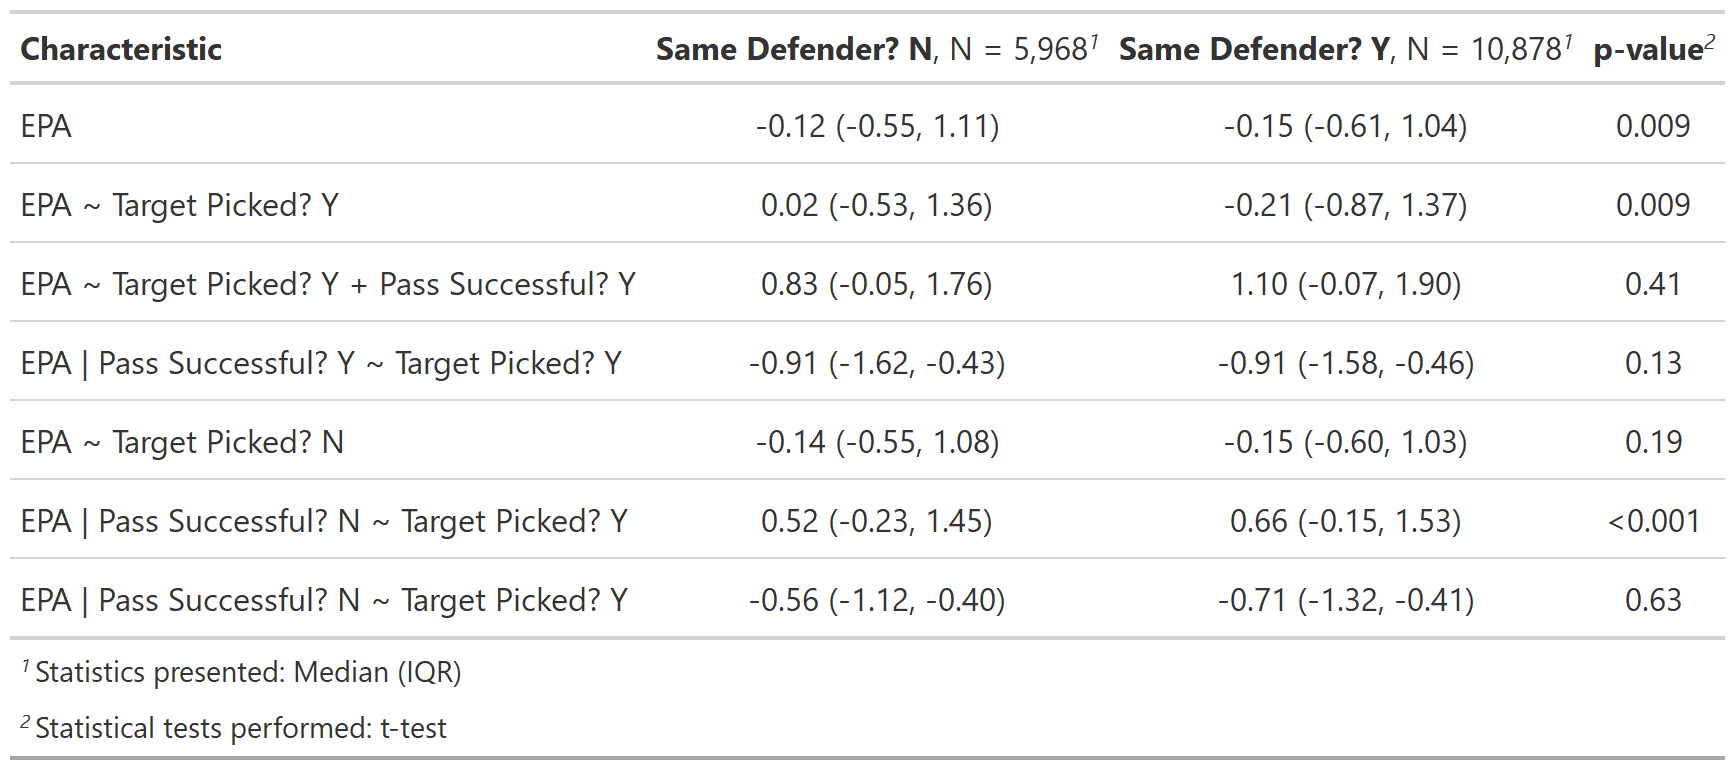 Characteristic Same Defender? N, N = 5,968¹ Same Defender? Y, N = 10,878¹ p-value²
EPA -0.12 (-0.55, 1.11) -0.15 (-0.61, 1.04) 0.009
EPA ~ Target Picked? Y 0.02 (-0.53, 1.36) -0.21 (-0.87, 1.37) 0.009
EPA ~ Target Picked? Y + Pass Successful? Y 0.83 (-0.05, 1.76) 1.10 (-0.07, 1.90) 0.41
EPA | Pass Successful? Y ~ Target Picked? Y -0.91 (-1.62, -0.43) -0.91 (-1.58, -0.46) 0.13
EPA ~ Target Picked? N -0.14 (-0.55, 1.08) -0.15 (-0.60, 1.03) 0.19
EPA | Pass Successful? N ~ Target Picked? Y 0.52 (-0.23, 1.45) 0.66 (-0.15, 1.53) <0.001
EPA | Pass Successful? N ~ Target Picked? Y -0.56 (-1.12, -0.40) -0.71 (-1.32, -0.41) 0.63
¹ Statistics presented: Median (IQR)
² Statistical tests performed: t-test